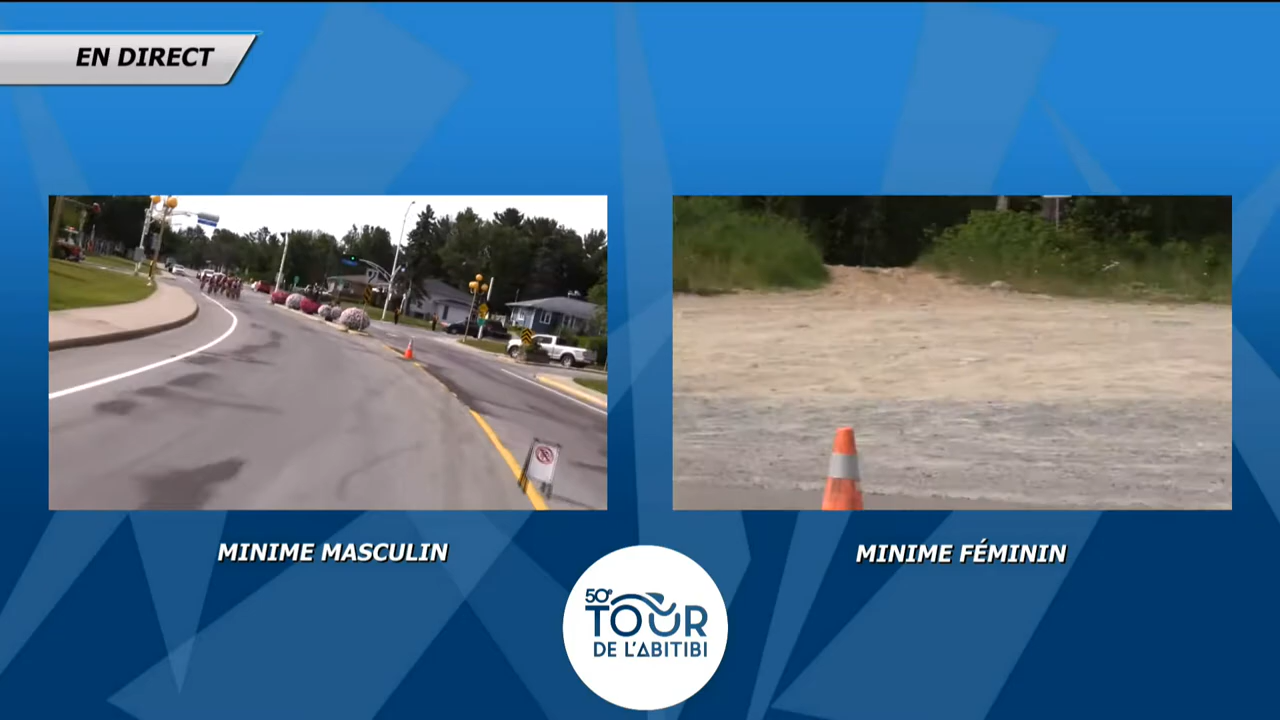 EN DIRECT
MINIME MASCULIN
MINIME FÉMININ
50e
TOUR
DE L'ABITIBI